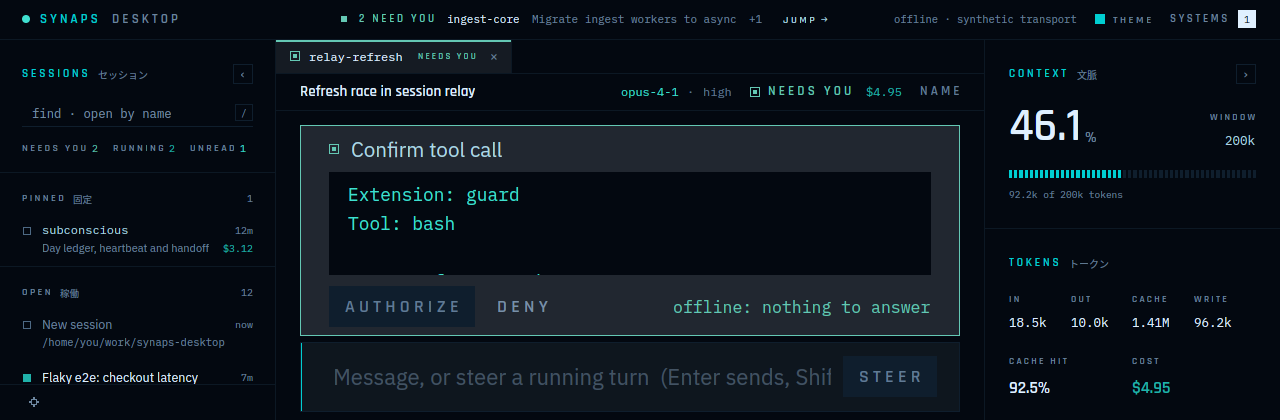 SYNAPS DESKTOP
2 NEED YOU ingest-core Migrate ingest workers to async +1 JUMP →
offline · synthetic transport THEME SYSTEMS 1
SESSIONS セッション ‹
find · open by name /
NEEDS YOU 2 RUNNING 2 UNREAD 1
PINNED 固定 1
subconscious 12m
Day ledger, heartbeat and handoff $3.12
OPEN 稼働 12
New session now
/home/you/work/synaps-desktop
Flaky e2e: checkout latency 7m
relay-refresh NEEDS YOU ×
Refresh race in session relay opus-4-1 · high NEEDS YOU $4.95 NAME
Confirm tool call
Extension: guard
Tool: bash
AUTHORIZE DENY offline: nothing to answer
Message, or steer a running turn (Enter sends, Shif STEER
CONTEXT 文脈 ›
46.1% WINDOW
200k
92.2k of 200k tokens
TOKENS トークン
IN OUT CACHE WRITE
18.5k 10.0k 1.41M 96.2k
CACHE HIT COST
92.5% $4.95